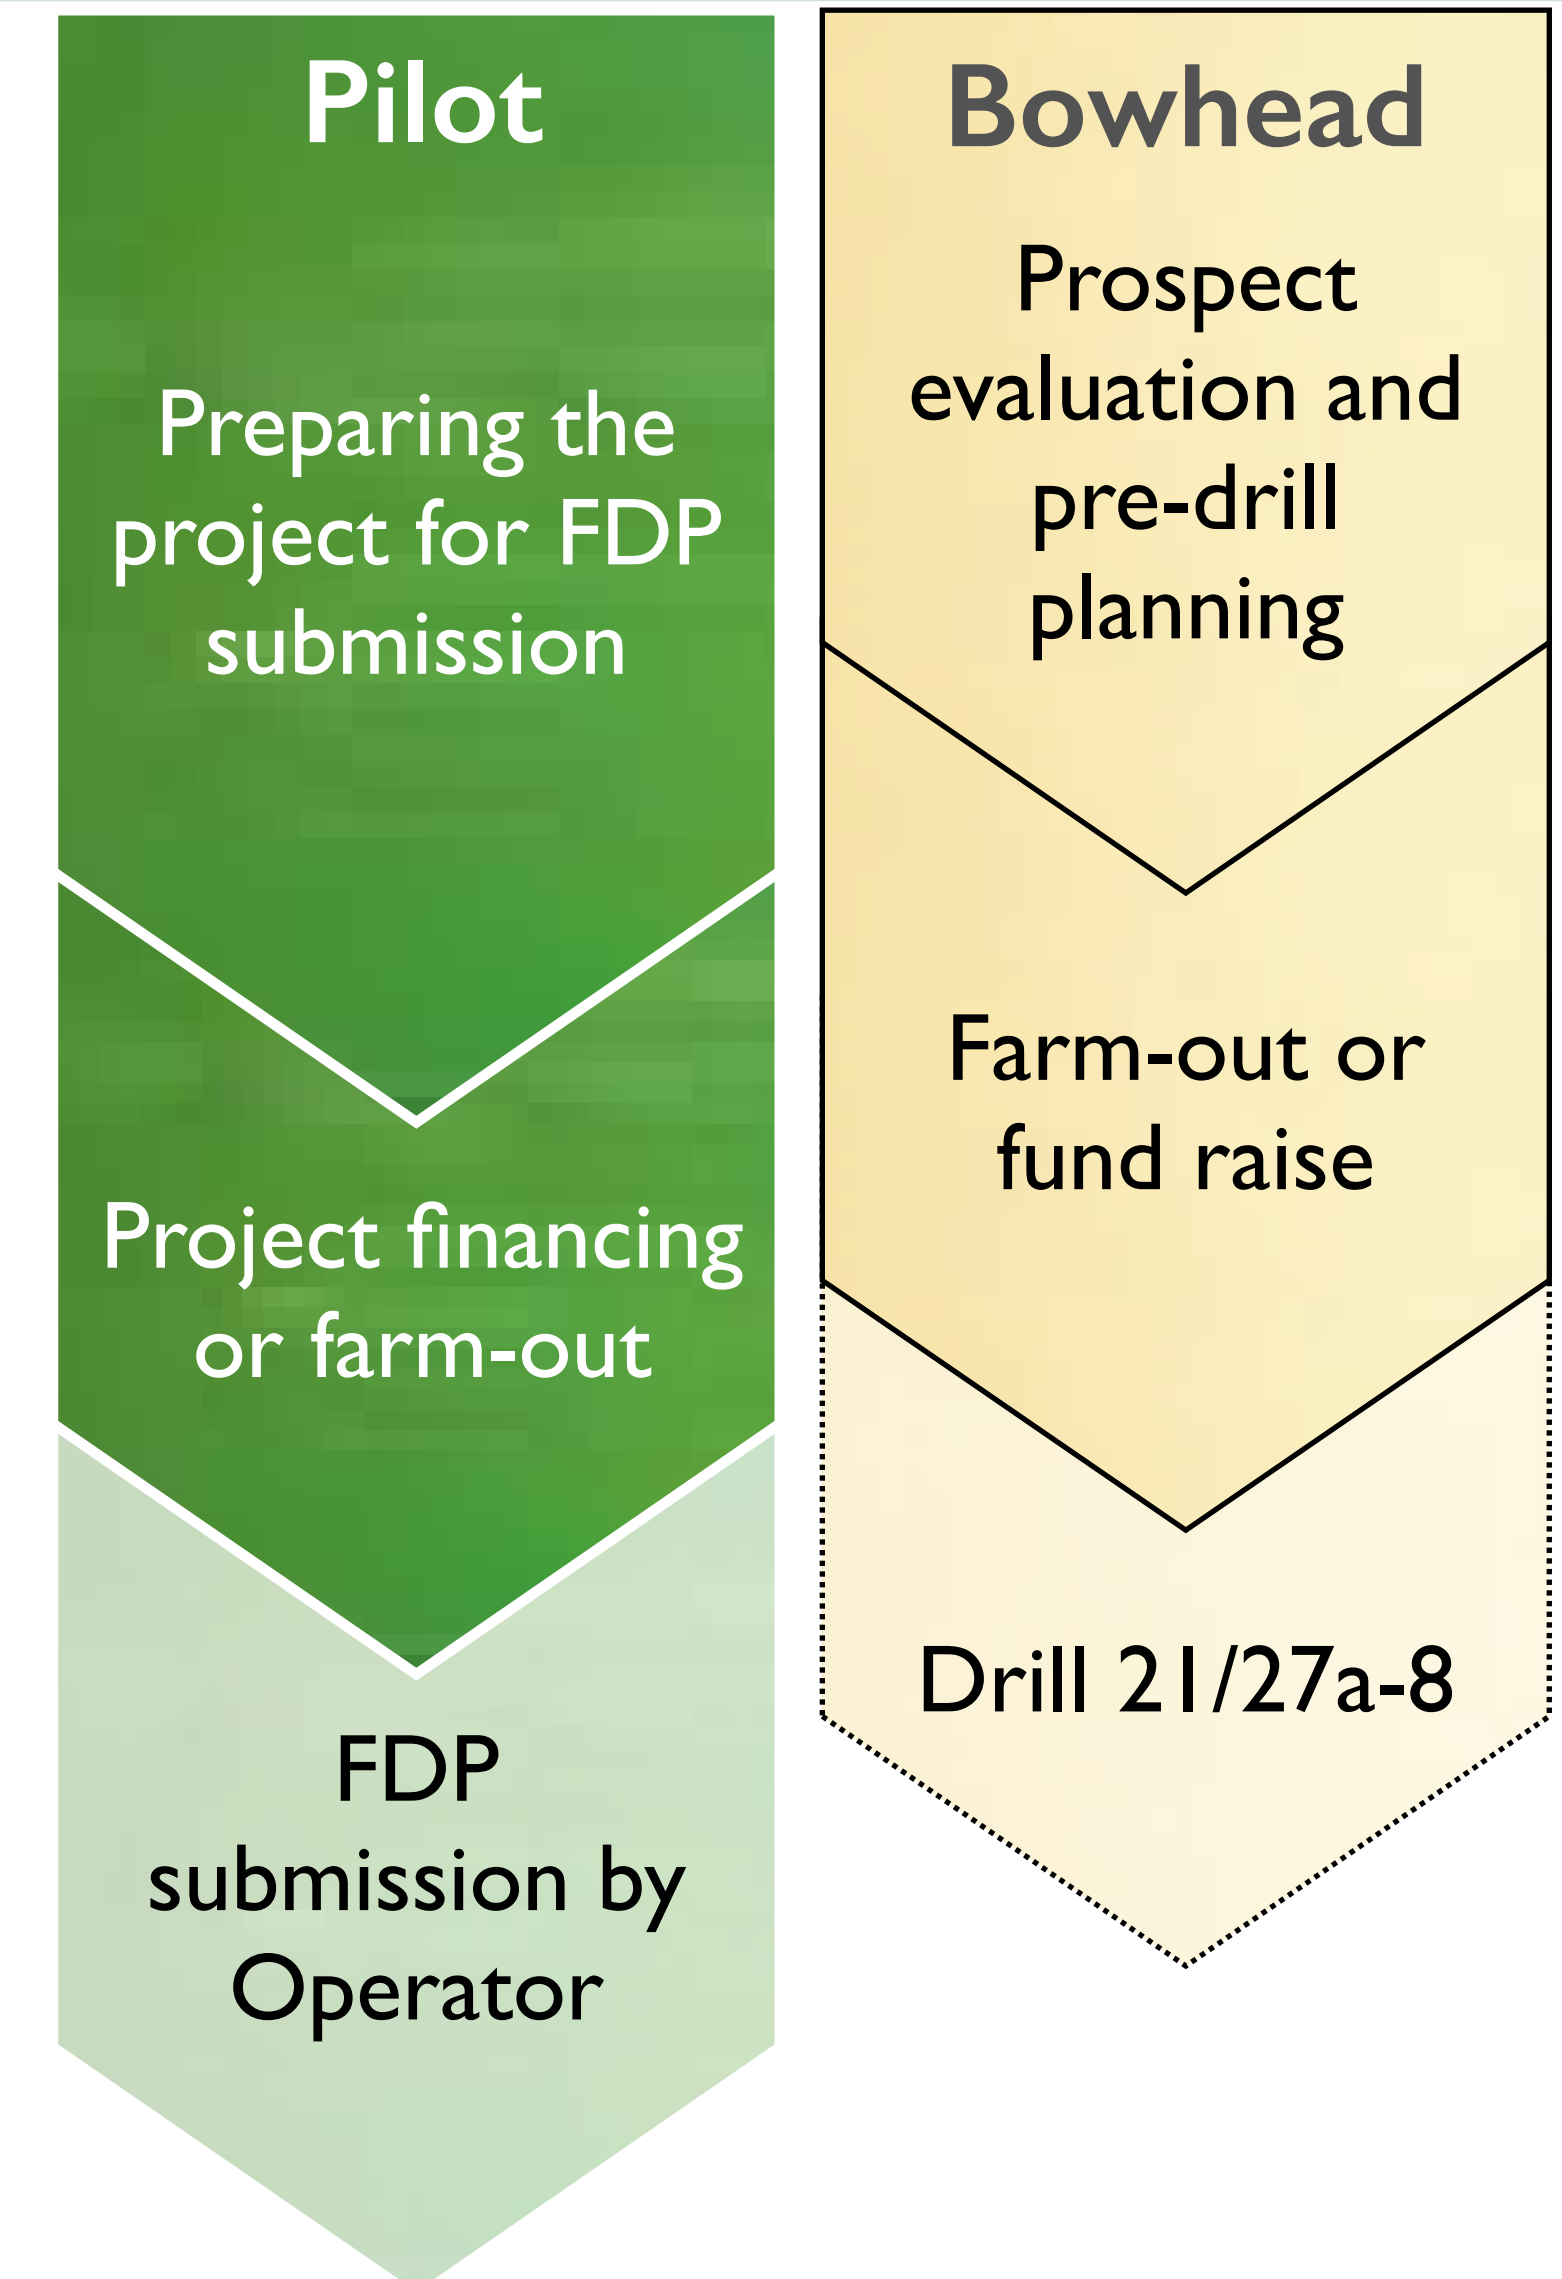 Pilot
Preparing the
project for FDP
submission
Project financing
or farm-out
FDP
submission by
Operator
Bowhead
Prospect
evaluation and
pre-drill
planning
Farm-out or
fund raise
Drill 21/27a-8